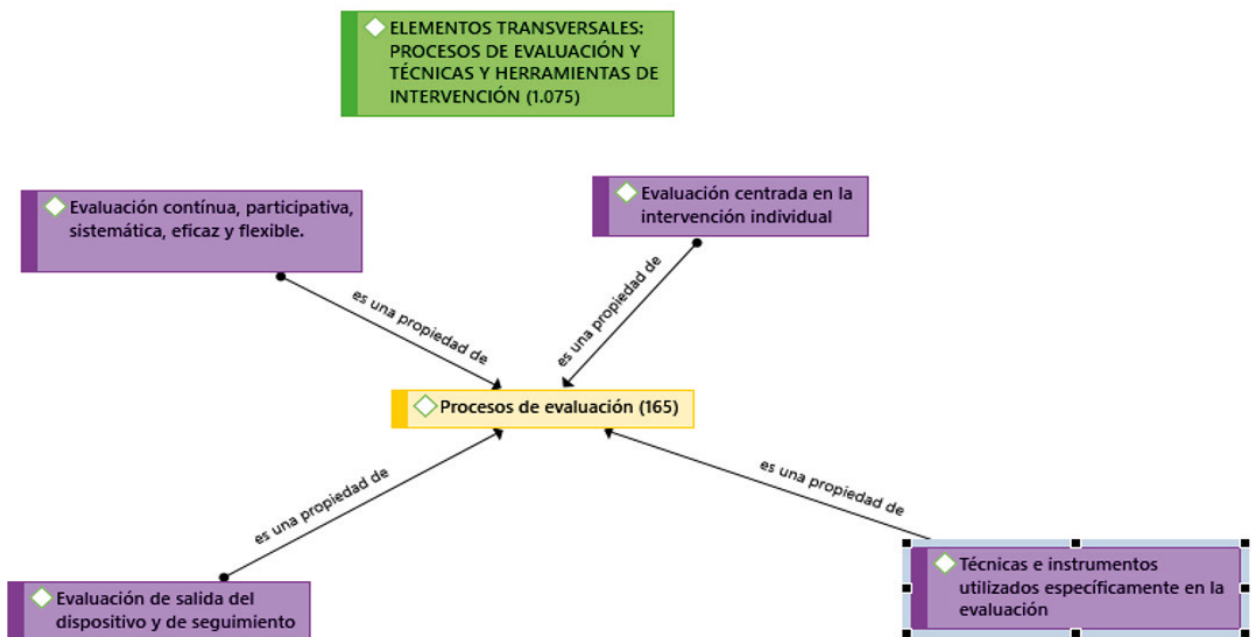 ELEMENTOS TRANSVERSALES:
PROCESOS DE EVALUACIÓN Y
TÉCNICAS Y HERRAMIENTAS DE
INTERVENCIÓN (1.075)
Evaluación contínua, participativa,
sistemática, eficaz y flexible.
Evaluación centrada en la
intervención individual
es una propiedad de
es una propiedad de
Procesos de evaluación (165)
es una propiedad de
es una propiedad de
Evaluación de salida del
dispositivo y de seguimiento
Técnicas e instrumentos
utilizados específicamente en la
evaluación